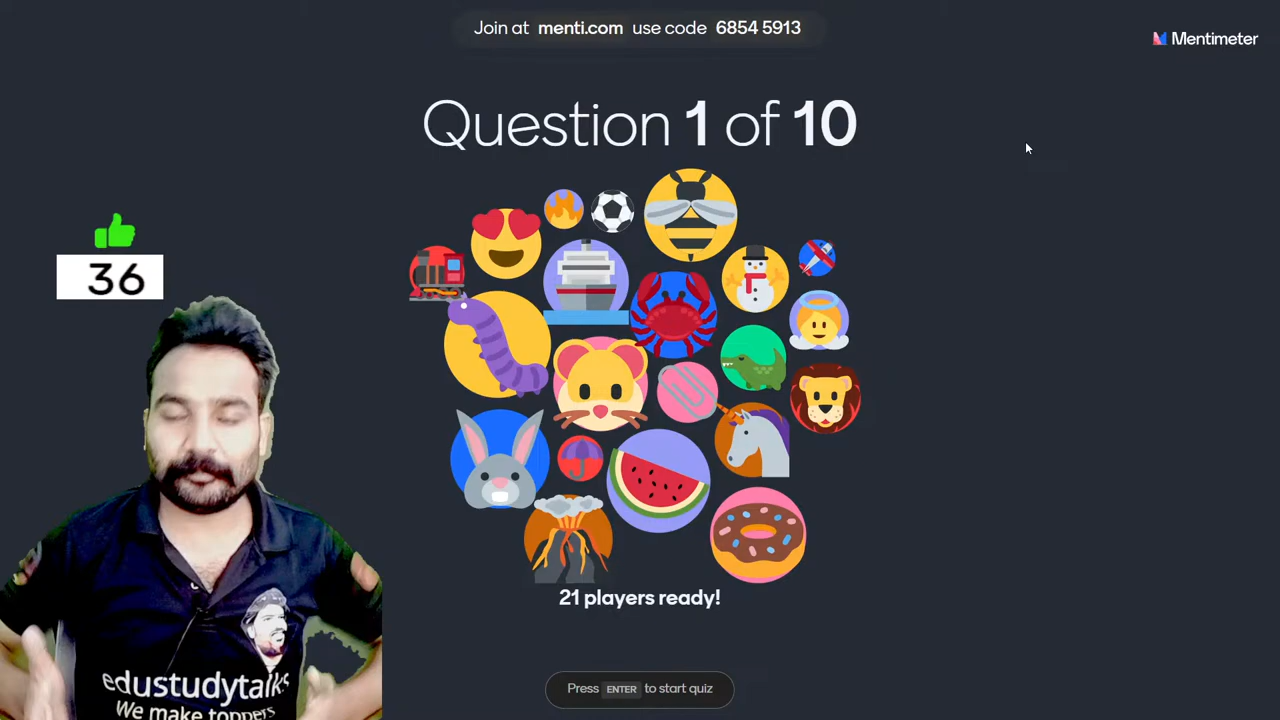 Join at menti.com use code 6854 5913
Mentimeter
Question 1 of 10
36
21 players ready!
Press ENTER to start quiz
edustudytalks
We make toppers